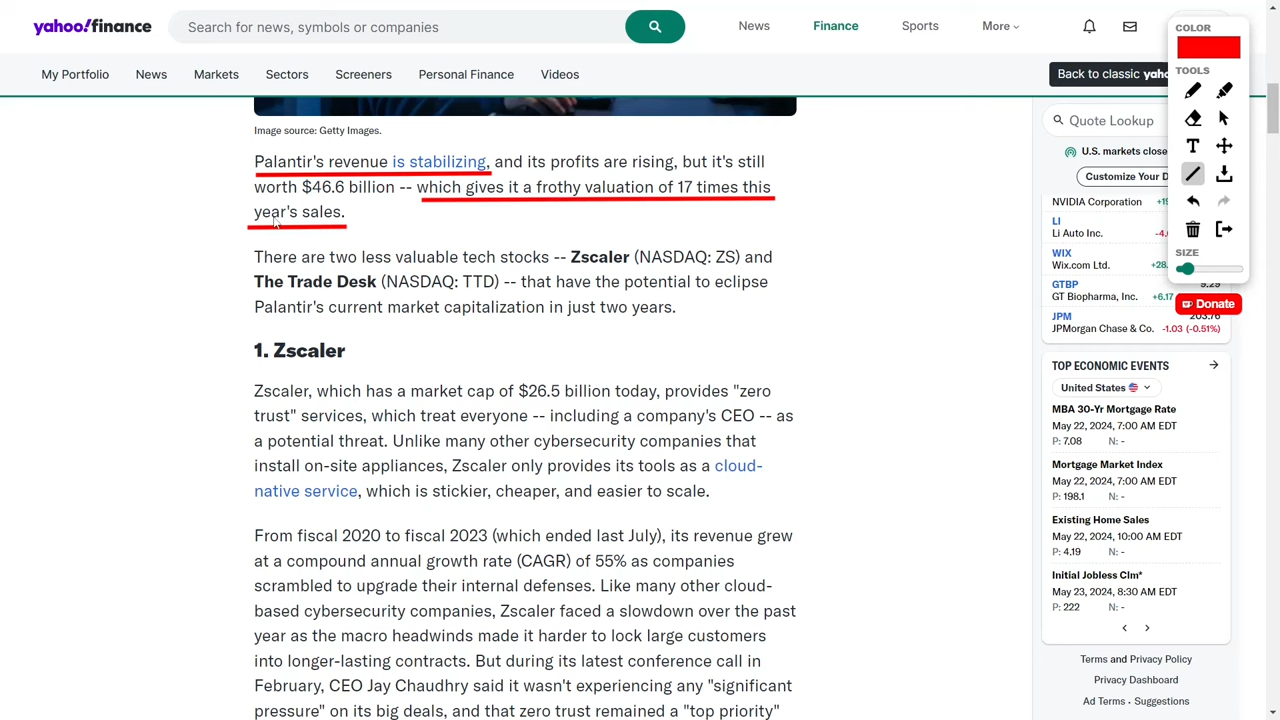 yahoo!finance
Search for news, symbols or companies
News
Finance
Sports
More
My Portfolio
News
Markets
Sectors
Screeners
Personal Finance
Videos
Back to classic
COLOR
TOOLS
T
SIZE
Donate
Image source: Getty Images.
Palantir's revenue is stabilizing, and its profits are rising, but it's still
worth $46.6 billion -- which gives it a frothy valuation of 17 times this
year's sales.
There are two less valuable tech stocks -- Zscaler (NASDAQ: ZS) and
The Trade Desk (NASDAQ: TTD) -- that have the potential to eclipse
Palantir's current market capitalization in just two years.
1. Zscaler
Zscaler, which has a market cap of $26.5 billion today, provides "zero
trust" services, which treat everyone -- including a company's CEO -- as
a potential threat. Unlike many other cybersecurity companies that
install on-site appliances, Zscaler only provides its tools as a cloud-
native service, which is stickier, cheaper, and easier to scale.
From fiscal 2020 to fiscal 2023 (which ended last July), its revenue grew
at a compound annual growth rate (CAGR) of 55% as companies
scrambled to upgrade their internal defenses. Like many other cloud-
based cybersecurity companies, Zscaler faced a slowdown over the past
year as the macro headwinds made it harder to lock large customers
into longer-lasting contracts. But during its latest conference call in
February, CEO Jay Chaudhry said it wasn't experiencing any "significant
pressure" on its big deals, and that zero trust remained a "top priority"
Quote Lookup
U.S. markets close
Customize Your
NVIDIA Corporation
LI
Li Auto Inc.
WIX
Wix.com Ltd.
GTBP
9.29
GT Biopharma, Inc.
+6.17
JPM
203.76
JPMorgan Chase & Co.
-1.03 (-0.51%)
TOP ECONOMIC EVENTS
United States
MBA 30-Yr Mortgage Rate
May 22, 2024, 7:00 AM EDT
P: 7.08 N: -
Mortgage Market Index
May 22, 2024, 7:00 AM EDT
P: 198.1 N: -
Existing Home Sales
May 22, 2024, 10:00 AM EDT
P: 4.19 N: -
Initial Jobless Clm*
May 23, 2024, 8:30 AM EDT
P: 222 N: -
Terms and Privacy Policy
Privacy Dashboard
Ad Terms • Suggestions